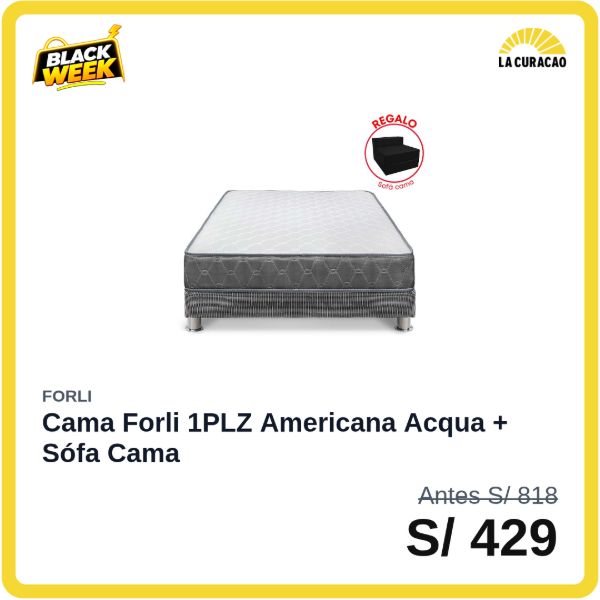 BLACK
WEEK
LA CURACAO
REGALO
Sofá cama
FORLI
Cama Forli 1PLZ Americana Acqua +
Sófa Cama
Antes S/ 818
S/ 429